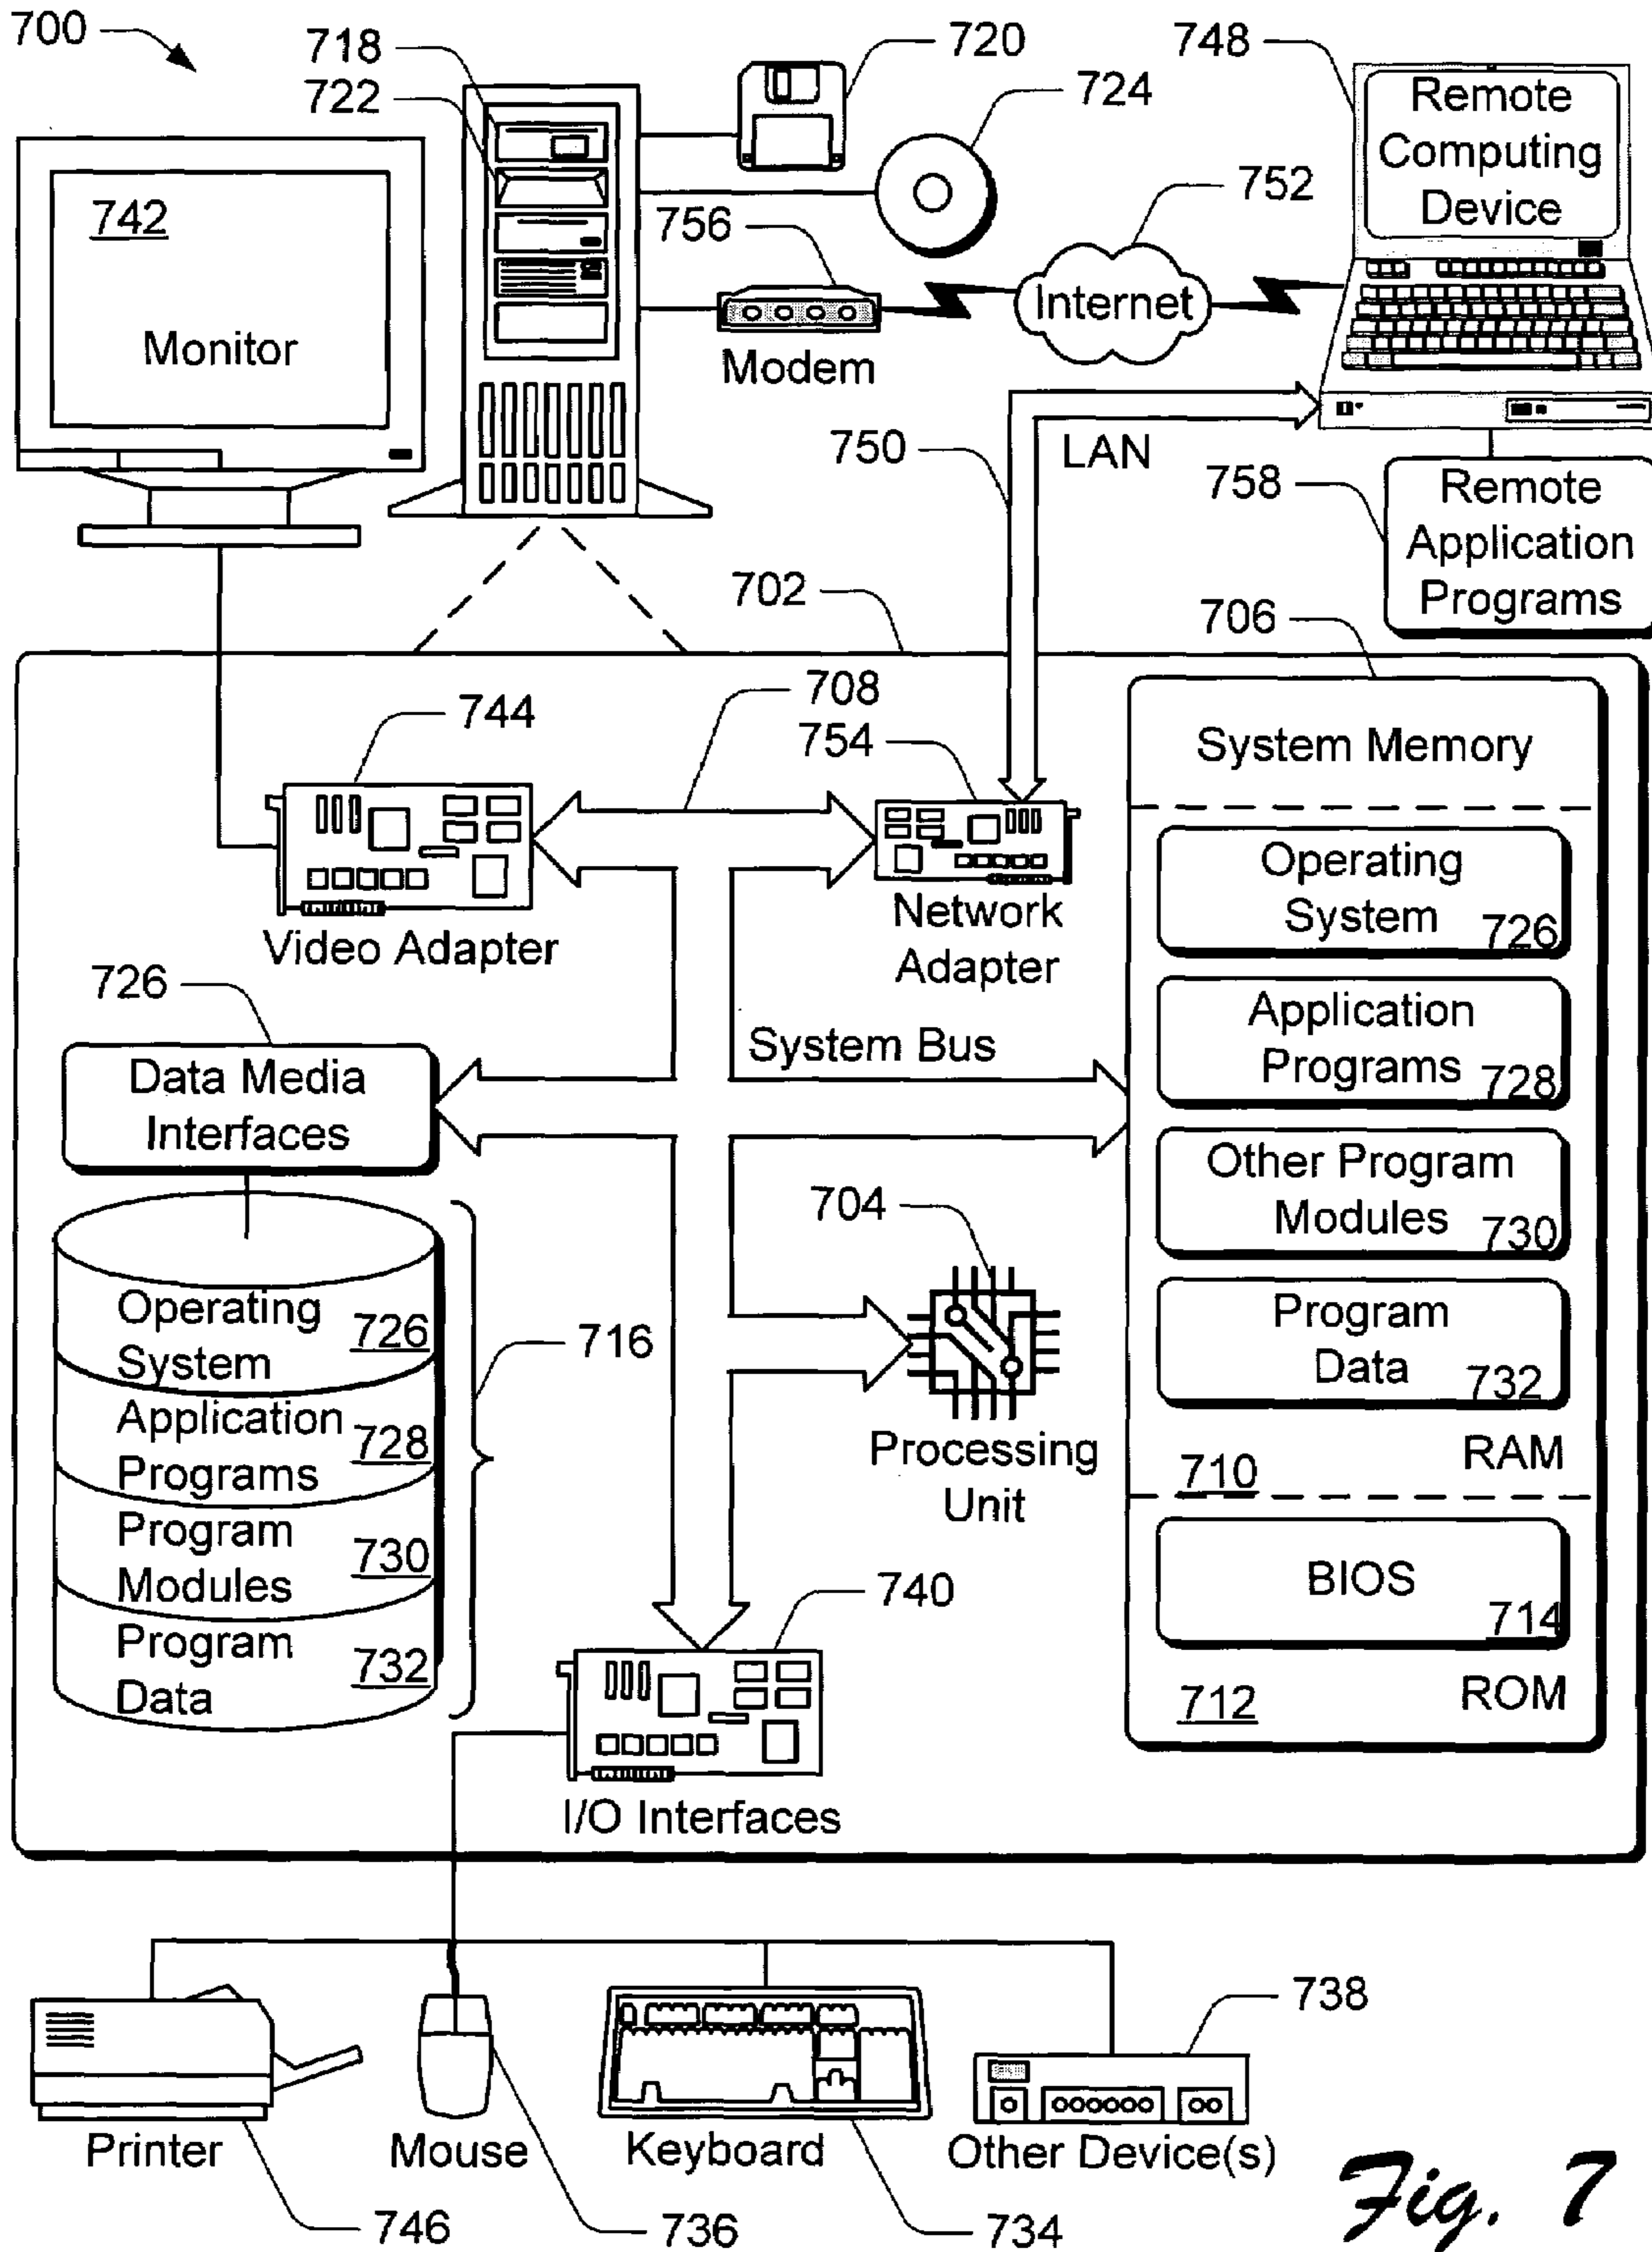 700
718
722
720
724
748
Remote
Computing
Device
752
742
Monitor
756
Modem
Internet
750
LAN
758
Remote
Application
Programs
702
706
708
744
754
System Memory
Video Adapter
Network
Adapter
Operating
System
726
726
Data Media
Interfaces
System Bus
Application
Programs
728
Other Program
Modules
730
704
Processing
Unit
Program
Data
732
RAM
710
Operating
System
726
716
Application
Programs
728
Program
Modules
730
Program
Data
732
740
I/O Interfaces
BIOS
714
ROM
712
738
Printer
Mouse
Keyboard
Other Device(s)
746
736
734
Fig. 7